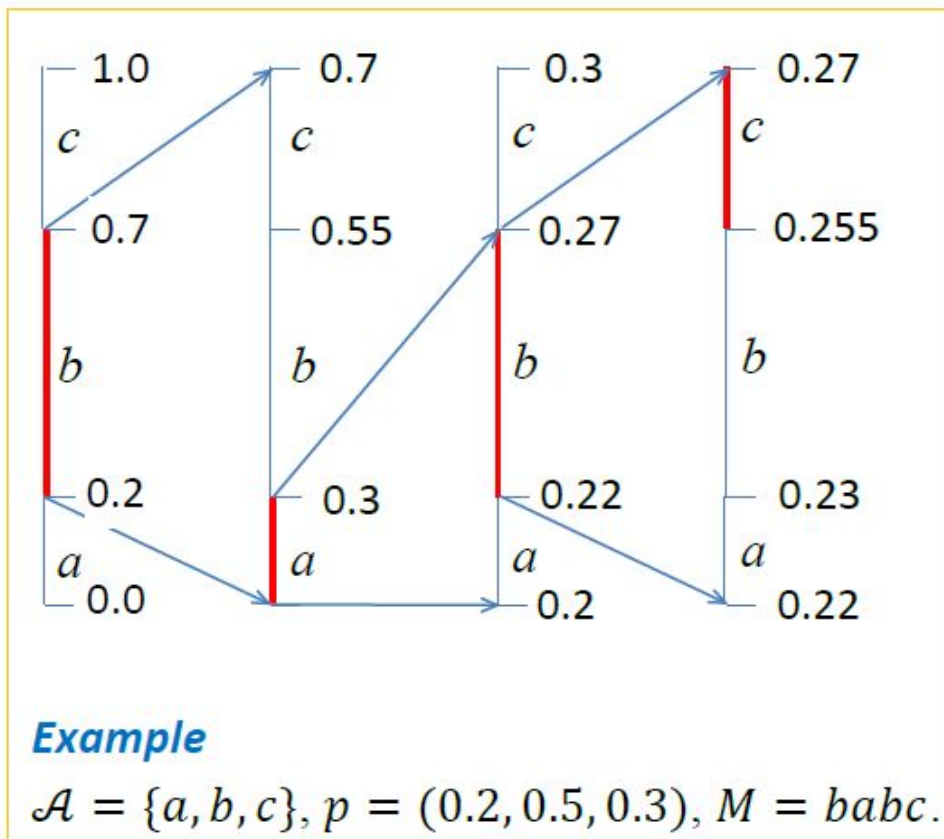 1.0 0.7 0.3 0.27
c c c c
0.7 0.55 0.27 0.255
b b b b
0.2 0.3 0.22 0.23
a a a a
0.0 0.2 0.22
Example
𝒜 = {a, b, c}, p = (0.2, 0.5, 0.3), M = babc.